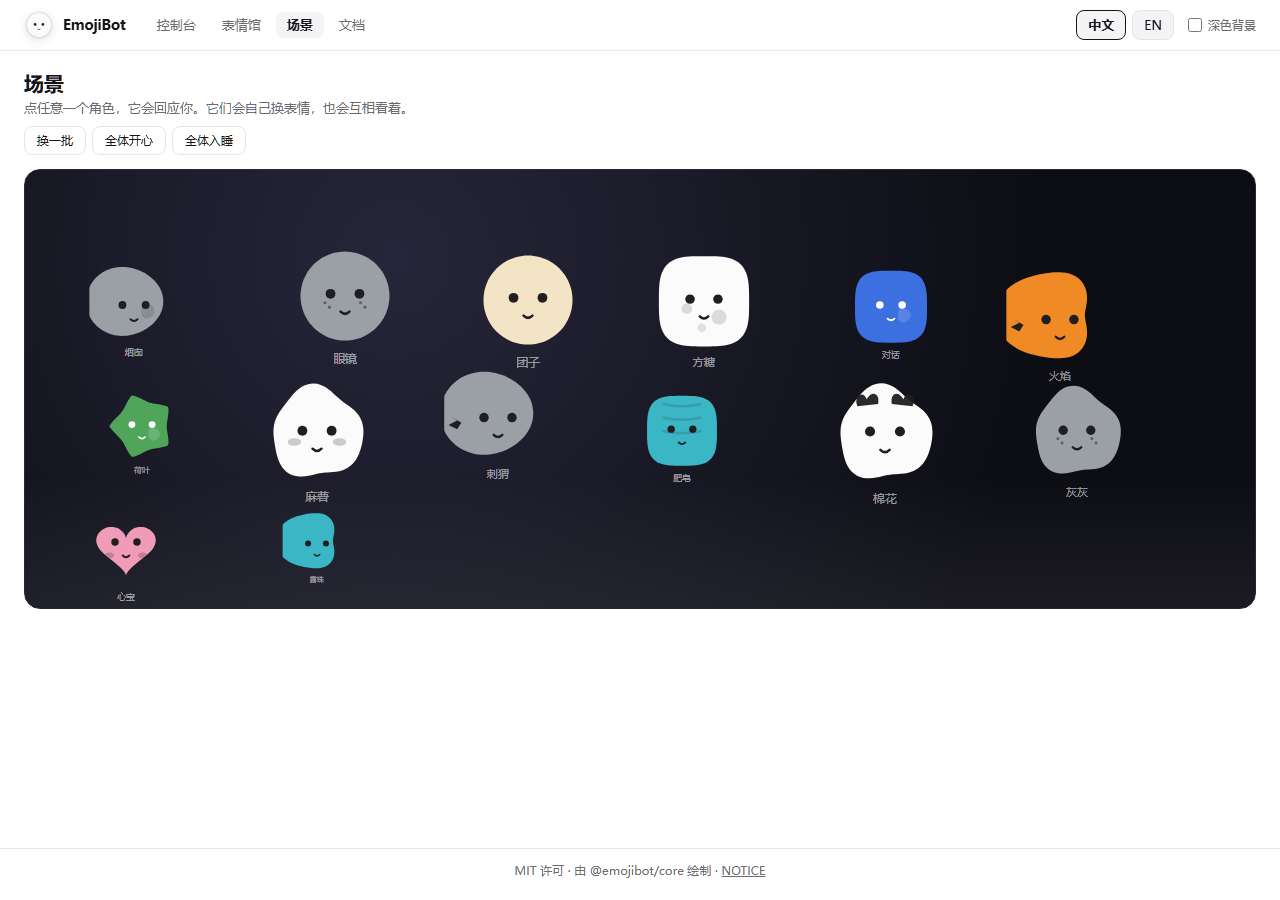 EmojiBot
控制台
表情馆
场景
文档
中文
EN
深色背景
场景
点任意一个角色，它会回应你。它们会自己换表情，也会互相看着。
换一批
全体开心
全体入睡
烟囱
眼镜
团子
方糖
对话
火焰
荷叶
麻薯
刺猬
肥皂
棉花
灰灰
心宝
露珠
MIT 许可 · 由 @emojibot/core 绘制 · NOTICE